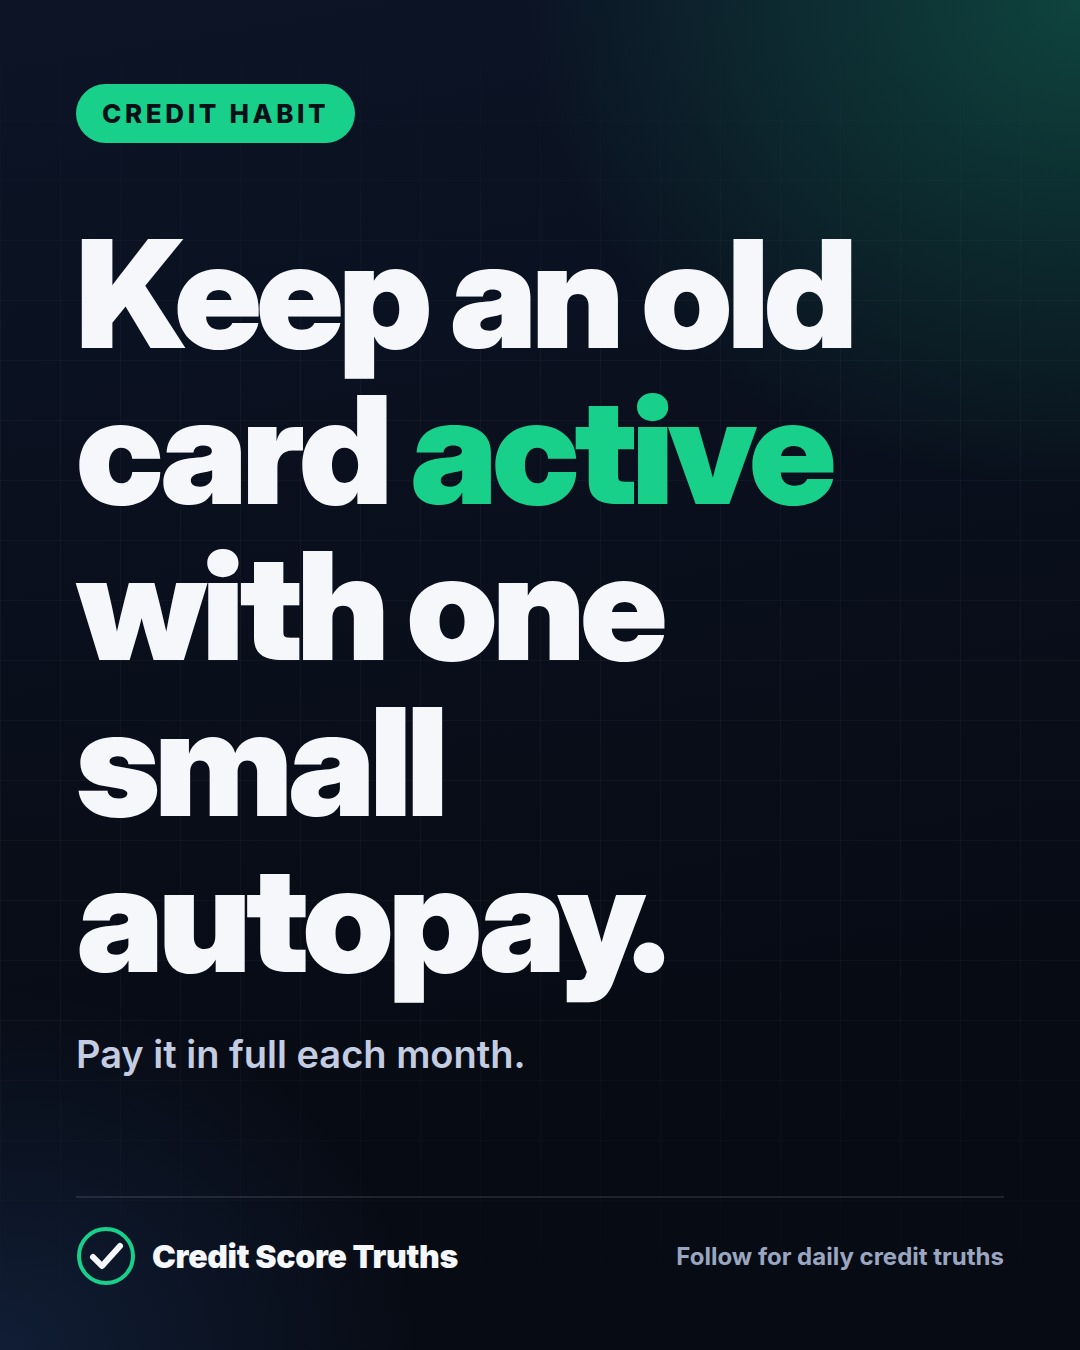 CREDIT HABIT
Keep an old
card active
with one
small
autopay.
Pay it in full each month.
Credit Score Truths
Follow for daily credit truths